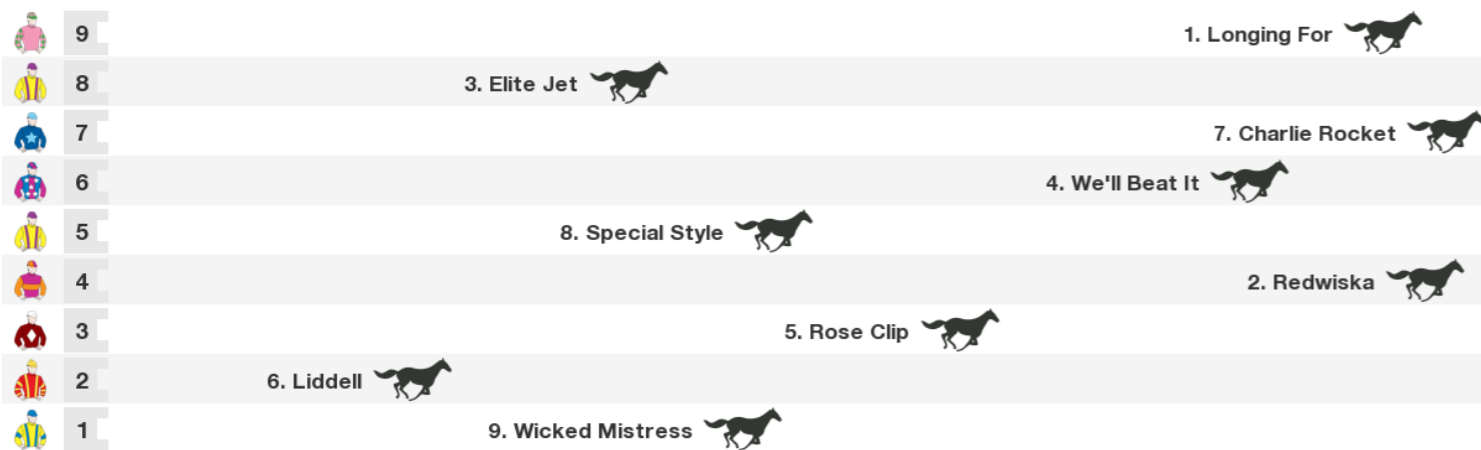 9 1. Longing For
8 3. Elite Jet
7 7. Charlie Rocket
6 4. We'll Beat It
5 8. Special Style
4 2. Redwiska
3 5. Rose Clip
2 6. Liddell
1 9. Wicked Mistress